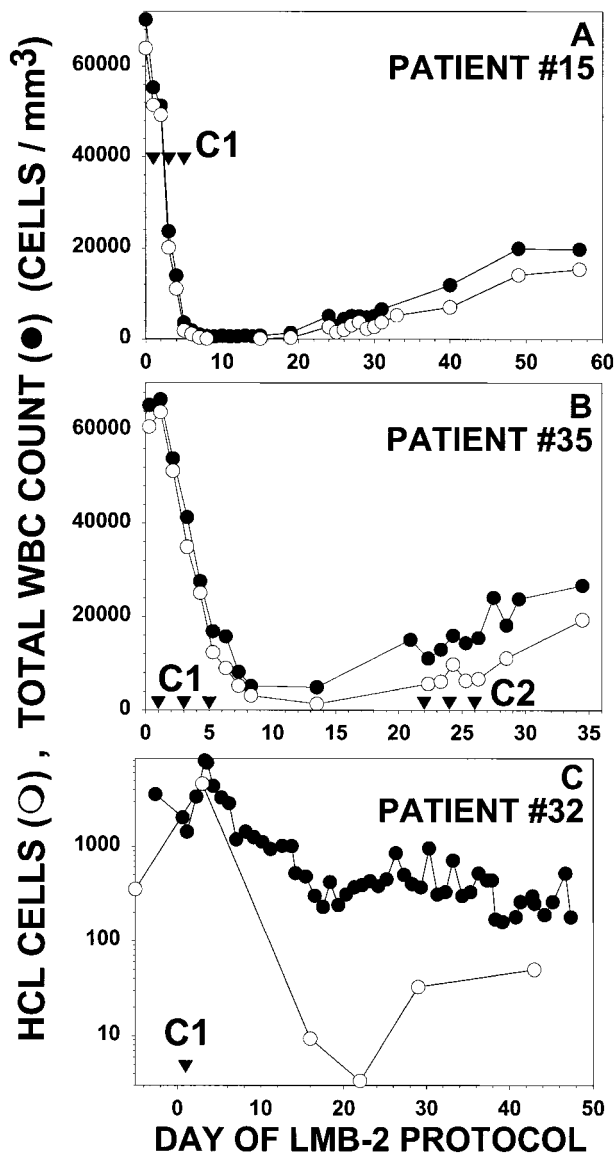 HCL CELLS (○) , TOTAL WBC COUNT (●) (CELLS / mm³)
A
PATIENT #15
60000
40000
20000
0
C1
0 10 20 30 40 50 60
B
PATIENT #35
60000
40000
20000
0
C1
C2
0 5 10 15 20 25 30 35
C
PATIENT #32
1000
100
10
C1
0 10 20 30 40 50
DAY OF LMB-2 PROTOCOL